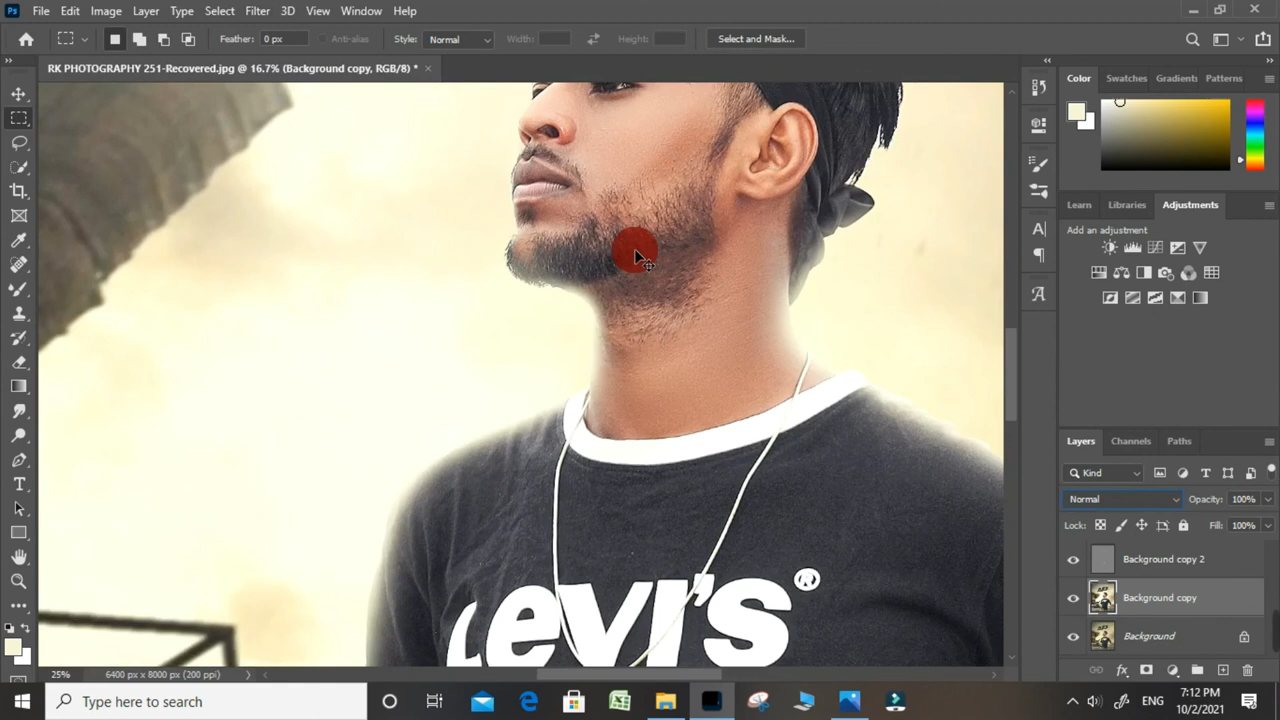 Ps File Edit Image Layer Type Select Filter 3D View Window Help
Feather: 0 px Anti-alias Style: Normal Width: Height: Select and Mask...
RK PHOTOGRAPHY 251-Recovered.jpg @ 16.7% (Background copy, RGB/8) *
Color Swatches Gradients Patterns
Learn Libraries Adjustments
Add an adjustment
Levi's ®
Layers Channels Paths
Kind
Normal Opacity: 100%
Lock: Fill: 100%
Background copy 2
Background copy
Background
25% 6400 px x 8000 px (200 ppi)
Type here to search
ENG
7:12 PM
10/2/2021